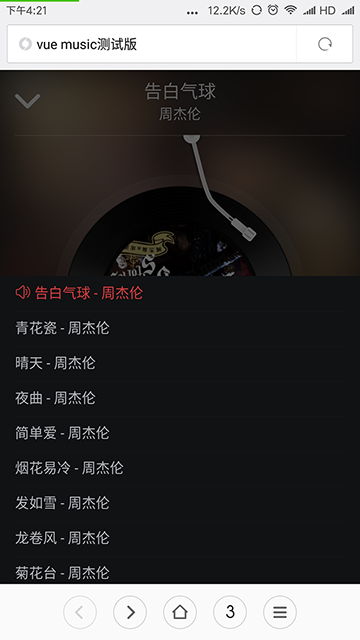 下午4:21
... 12.2K/s HD
vue music测试版
告白气球
周杰伦
告白气球 - 周杰伦
青花瓷 - 周杰伦
晴天 - 周杰伦
夜曲 - 周杰伦
简单爱 - 周杰伦
烟花易冷 - 周杰伦
发如雪 - 周杰伦
龙卷风 - 周杰伦
菊花台 - 周杰伦
3